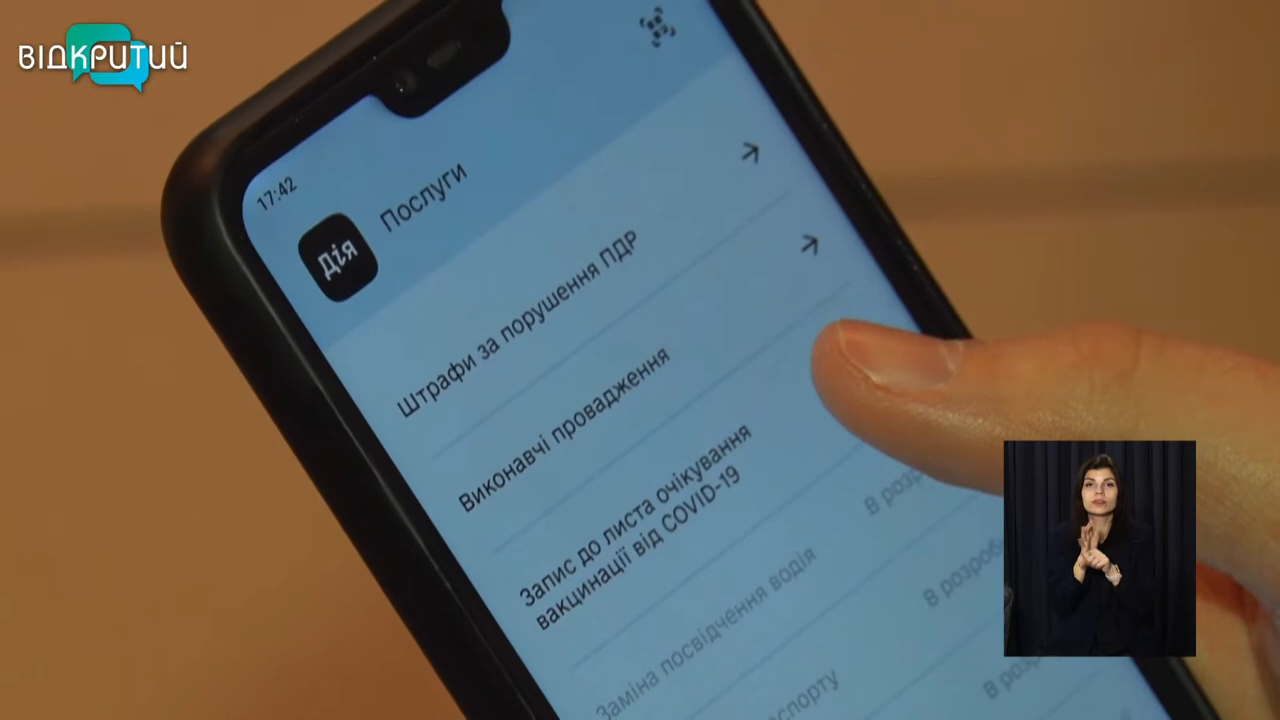 ВІДКРИТИЙ
17:42
Дія
Послуги
Штрафи за порушення ПДР
Виконавчі провадження
Запис до листа очікування
вакцинації від COVID-19
Заміна посвідчення водія